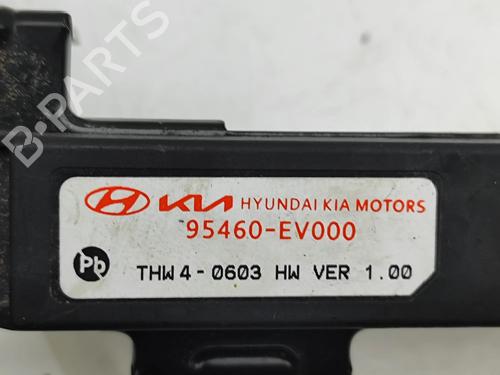 B-PARTS
KIA HYUNDAI KIA MOTORS
95460-EV000
Pb
THW4-0603 HW VER 1.00